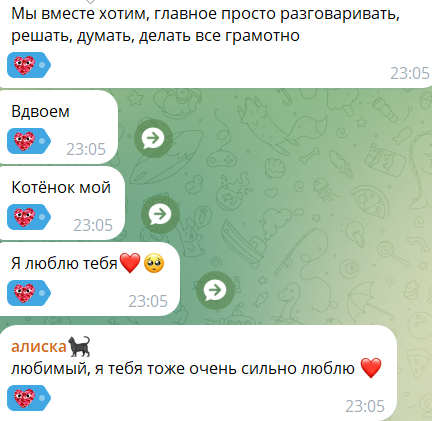 Мы вместе хотим, главное просто разговаривать,
решать, думать, делать все грамотно
23:05
Вдвоем
23:05
Котёнок мой
23:05
Я люблю тебя❤️🥺
23:05
алиска🐈‍⬛
любимый, я тебя тоже очень сильно люблю ❤️
23:05